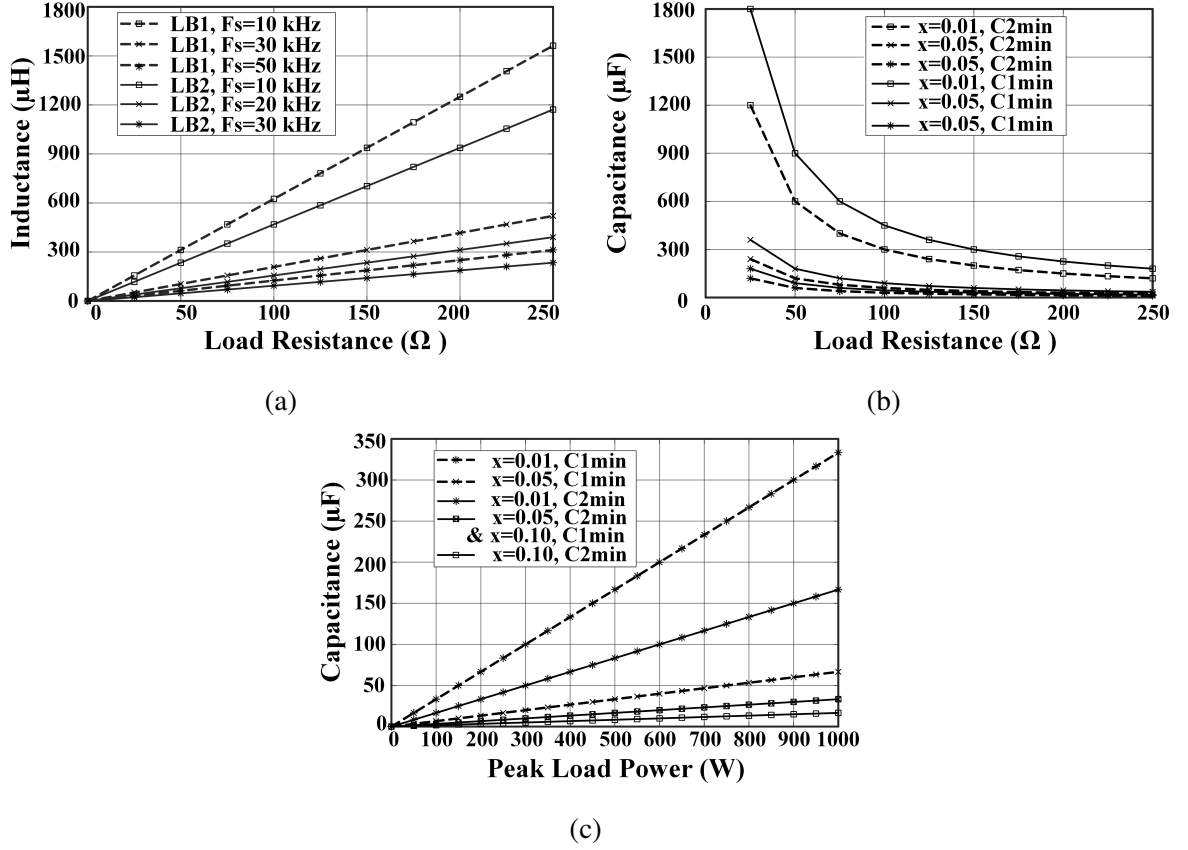 1800
1500
1200
900
600
300
0
Inductance (µH)
LB1, Fs=10 kHz
LB1, Fs=30 kHz
LB1, Fs=50 kHz
LB2, Fs=10 kHz
LB2, Fs=20 kHz
LB2, Fs=30 kHz
0 50 100 150 200 250
Load Resistance (Ω )
(a)
1800
1500
1200
900
600
300
0
Capacitance (µF)
x=0.01, C2min
x=0.05, C2min
x=0.05, C2min
x=0.01, C1min
x=0.05, C1min
x=0.05, C1min
0 50 100 150 200 250
Load Resistance (Ω )
(b)
350
300
250
200
150
100
50
0
Capacitance (µF)
x=0.01, C1min
x=0.05, C1min
x=0.01, C2min
x=0.05, C2min
& x=0.10, C1min
x=0.10, C2min
0 100 200 300 400 500 600 700 800 900 1000
Peak Load Power (W)
(c)